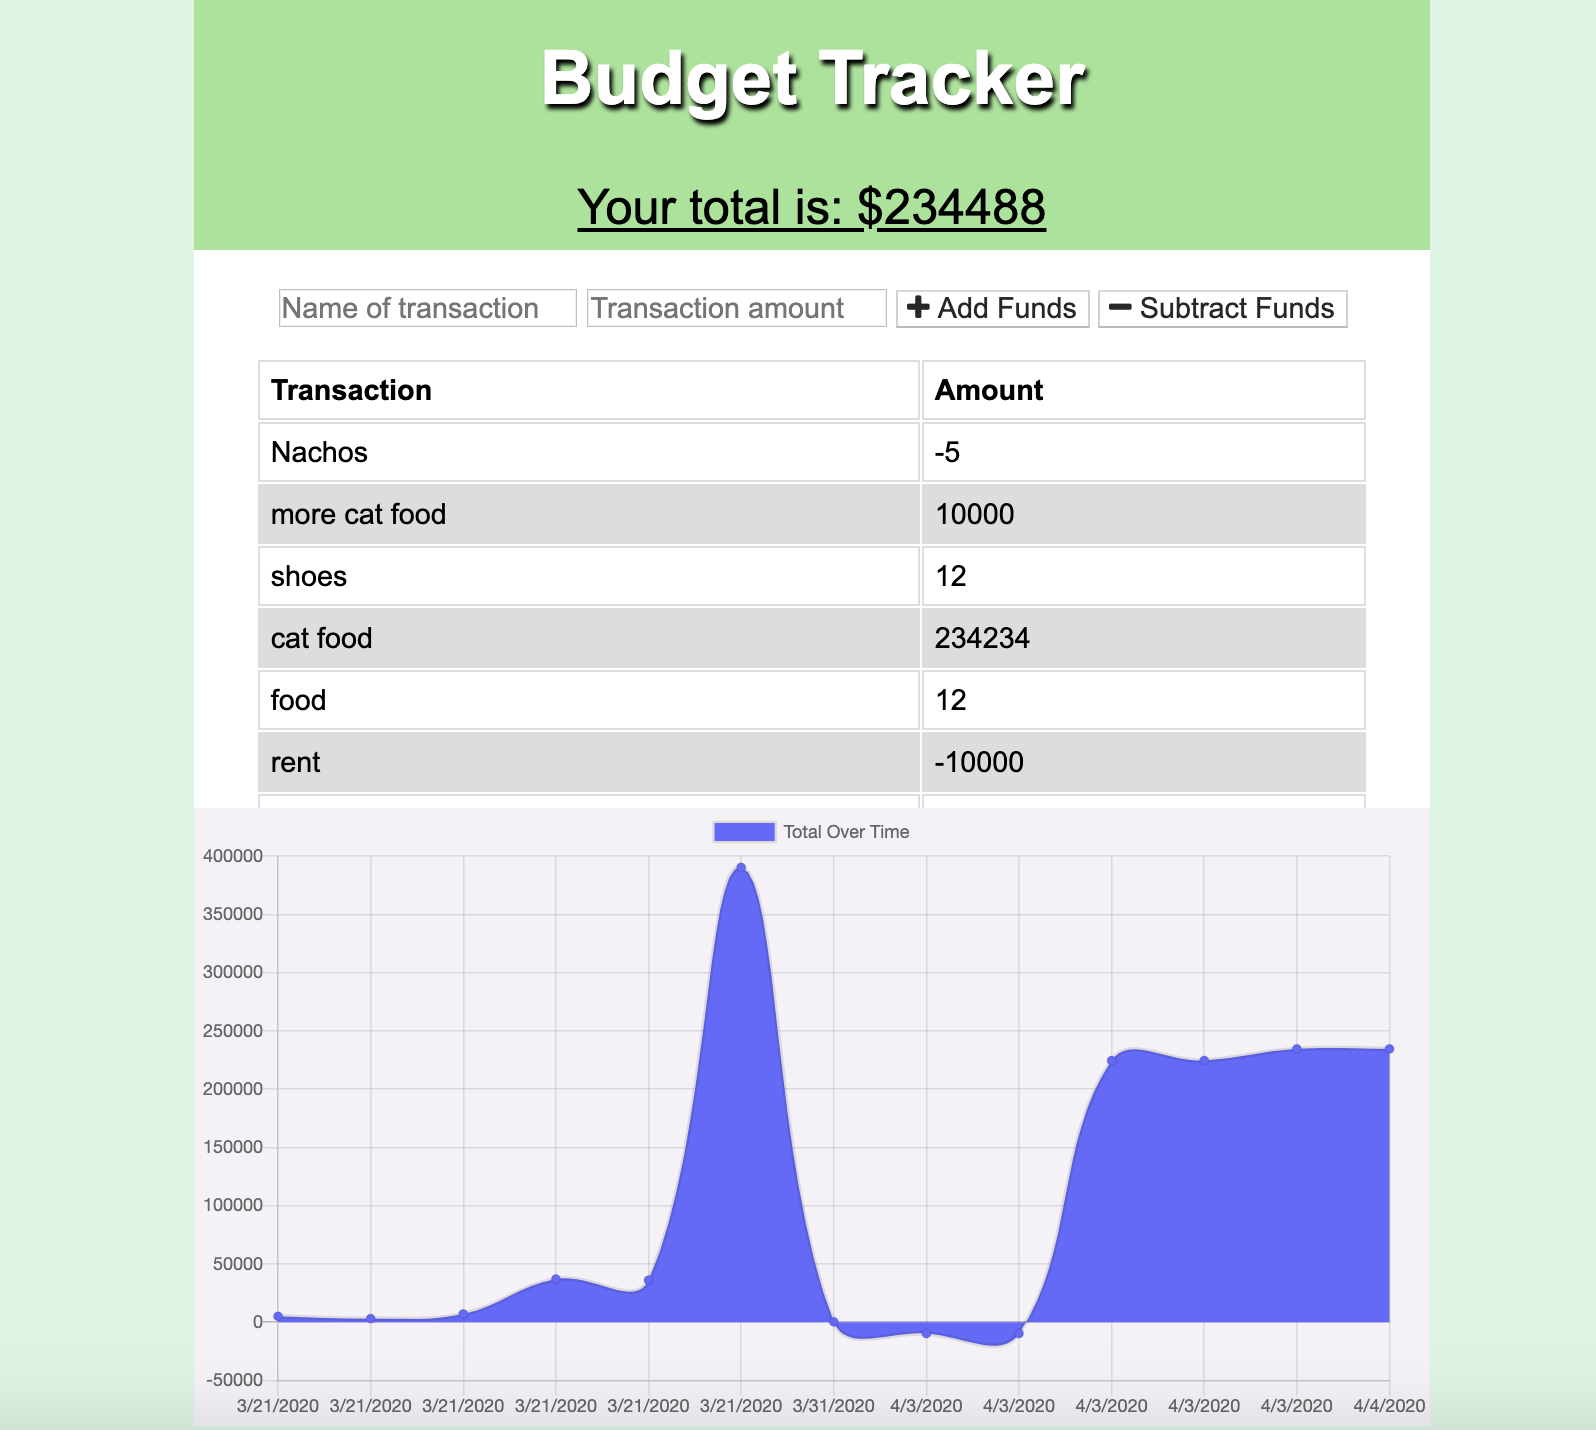 Budget Tracker
Your total is: $234488
Name of transaction Transaction amount Add Funds Subtract Funds
Transaction Amount
Nachos -5
more cat food 10000
shoes 12
cat food 234234
food 12
rent -10000
Total Over Time
400000
350000
300000
250000
200000
150000
100000
50000
0
-50000
3/21/2020 3/21/2020 3/21/2020 3/21/2020 3/21/2020 3/21/2020 3/31/2020 4/3/2020 4/3/2020 4/3/2020 4/3/2020 4/3/2020 4/4/2020